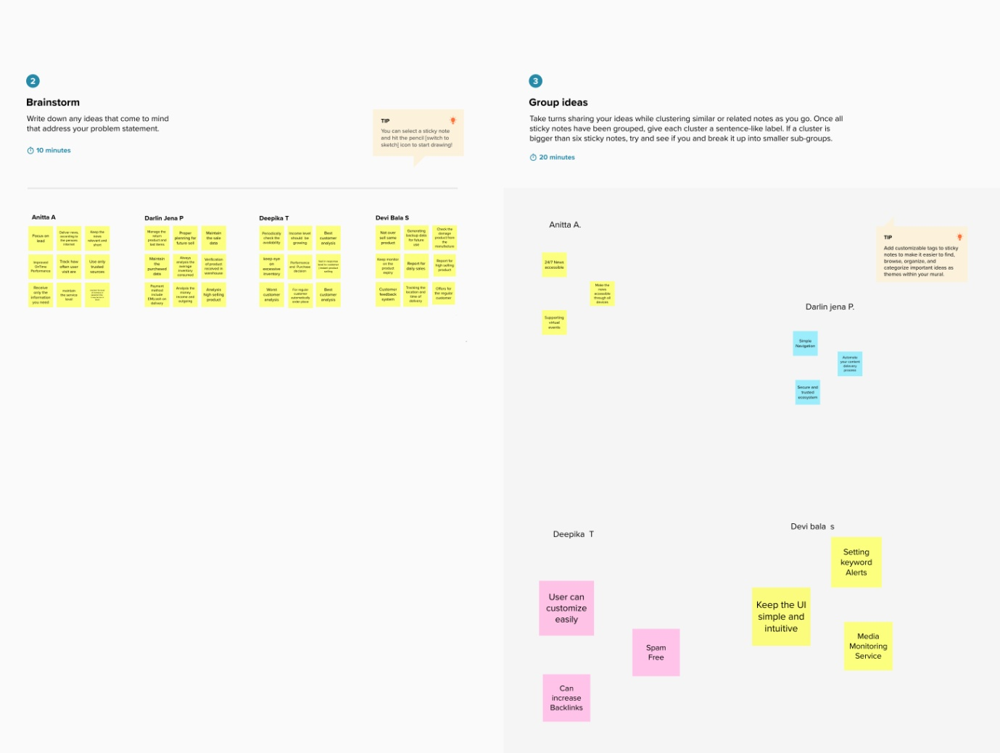 2
Brainstorm
Write down any ideas that come to mind
that address your problem statement.
10 minutes
TIP
You can select a sticky note
and hit the pencil [switch to
sketch] icon to start drawing!
Anitta A
Focus on
lead
Deliver news,
according to
the persons
interest
Keep the
news
relevant and
short
Improved
OnTime
Performance
Track how
often user
visit are
Use only
trusted
sources
Receive
only the
information
you need
maintain
the service
level
Darlin Jena P
Manage the
return
product and
lost items
Proper
planning for
future sell
Maintain
the sale
data
Maintain
the
purchased
data
Always
analysis the
average
inventory
consumed
Verification
of product
received in
warehouse
Payment
method
include
EMI,cash on
delivery
Analysis the
money
income and
outgoing
Analysis
high selling
product
Deepika T
Periodically
check the
availability
Income level
should be
growing
Best
customer
analysis
keep eye
on
excessive
inventory
Performance
and Purchase
decision
Worst
customer
analysis
For regular
customer
automatically
order place
Best
customer
analysis
Devi Bala S
Not over
sell same
product
Generating
backup data
for future
use
Check the
damage
product from
the
manufacture
Keep monitor
on the
product
expiry
Report for
daily sales
Report for
high selling
product
Customer
feedback
system
Tracking the
location and
time of
delivery
Offers for
the regular
customer
3
Group ideas
Take turns sharing your ideas while clustering similar or related notes as you go. Once all
sticky notes have been grouped, give each cluster a sentence-like label. If a cluster is
bigger than six sticky notes, try and see if you and break it up into smaller sub-groups.
20 minutes
Anitta A.
24/7 News
accessible
Make the
news
accessible
through all
devices
Supporting
virtual
events
TIP
Add customizable tags to sticky
notes to make it easier to find,
browse, organize, and
categorize important ideas as
themes within your mural.
Darlin jena P.
Simple
Navigation
Automate
your content
delivery
process
Secure and
trusted
ecosystem
Deepika T
User can
customize
easily
Spam
Free
Can
increase
Backlinks
Devi bala s
Setting
keyword
Alerts
Keep the UI
simple and
intuitive
Media
Monitoring
Service